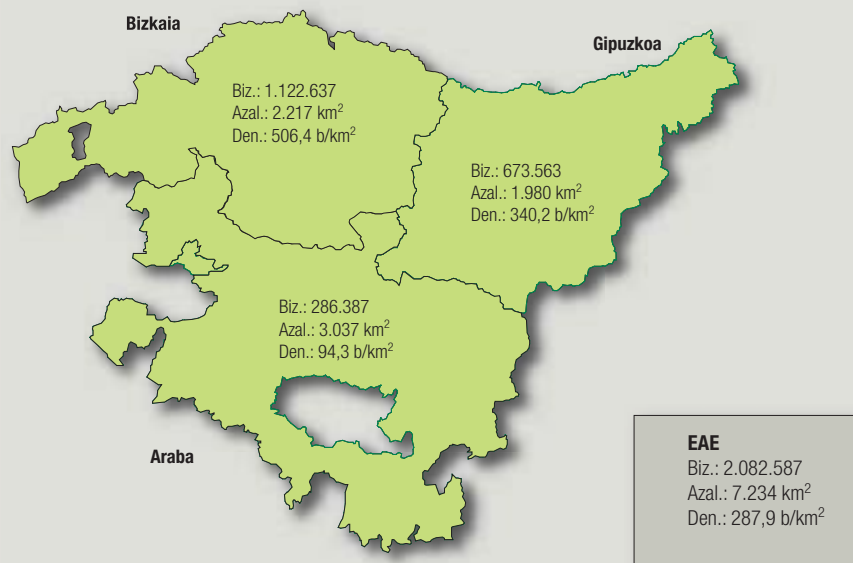 Bizkaia
Gipuzkoa
Biz.: 1.122.637
Azal.: 2.217 km²
Den.: 506,4 b/km²
Biz.: 673.563
Azal.: 1.980 km²
Den.: 340,2 b/km²
Biz.: 286.387
Azal.: 3.037 km²
Den.: 94,3 b/km²
Araba
EAE
Biz.: 2.082.587
Azal.: 7.234 km²
Den.: 287,9 b/km²